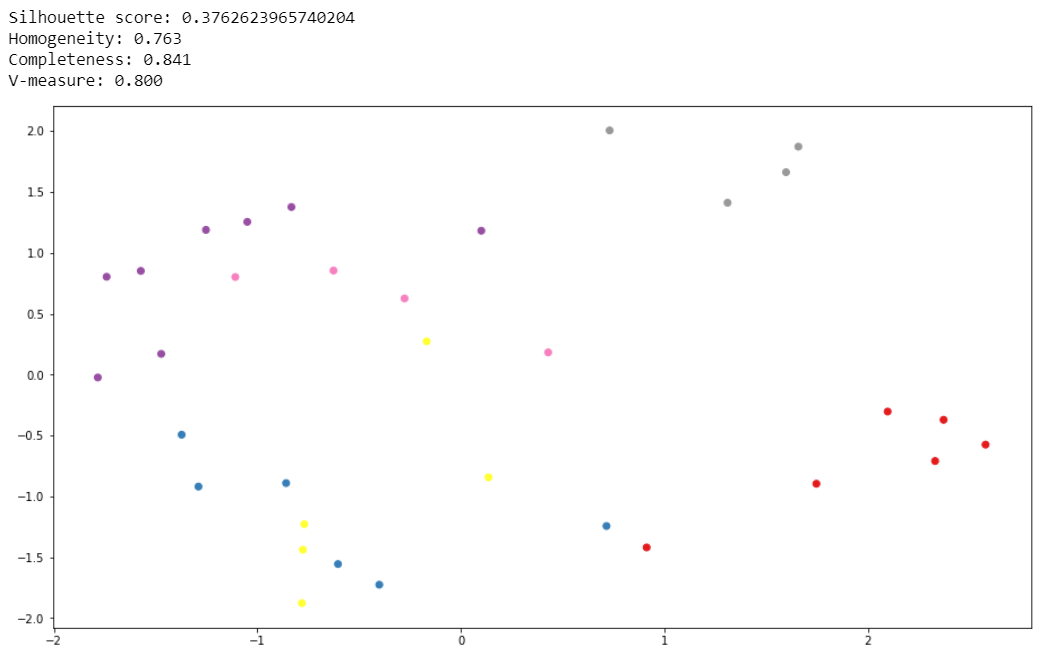 Silhouette score: 0.3762623965740204
Homogeneity: 0.763
Completeness: 0.841
V-measure: 0.800
2.0
1.5
1.0
0.5
0.0
−0.5
−1.0
−1.5
−2.0
−2 −1 0 1 2